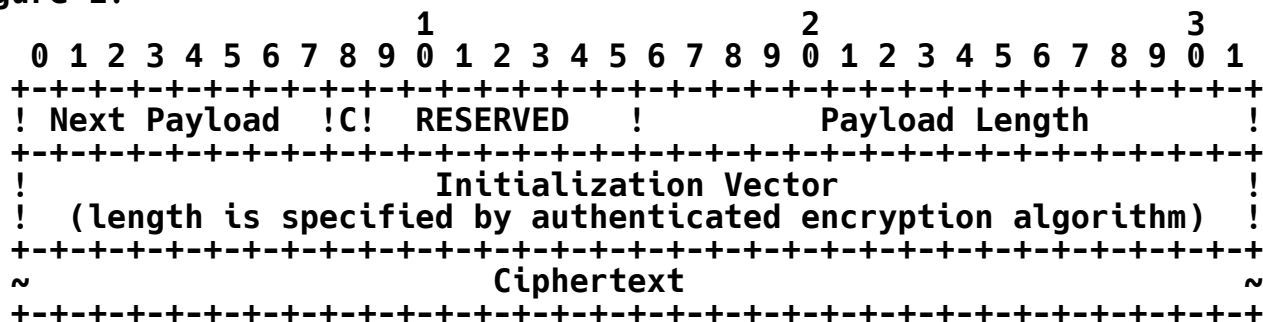 gure 2.
                     1                   2                   3
 0 1 2 3 4 5 6 7 8 9 0 1 2 3 4 5 6 7 8 9 0 1 2 3 4 5 6 7 8 9 0 1
+-+-+-+-+-+-+-+-+-+-+-+-+-+-+-+-+-+-+-+-+-+-+-+-+-+-+-+-+-+-+-+-+
! Next Payload  !C!  RESERVED   !         Payload Length        !
+-+-+-+-+-+-+-+-+-+-+-+-+-+-+-+-+-+-+-+-+-+-+-+-+-+-+-+-+-+-+-+-+
!                     Initialization Vector                     !
!  (length is specified by authenticated encryption algorithm)  !
+-+-+-+-+-+-+-+-+-+-+-+-+-+-+-+-+-+-+-+-+-+-+-+-+-+-+-+-+-+-+-+-+
~                        Ciphertext                             ~
+-+-+-+-+-+-+-+-+-+-+-+-+-+-+-+-+-+-+-+-+-+-+-+-+-+-+-+-+-+-+-+-+